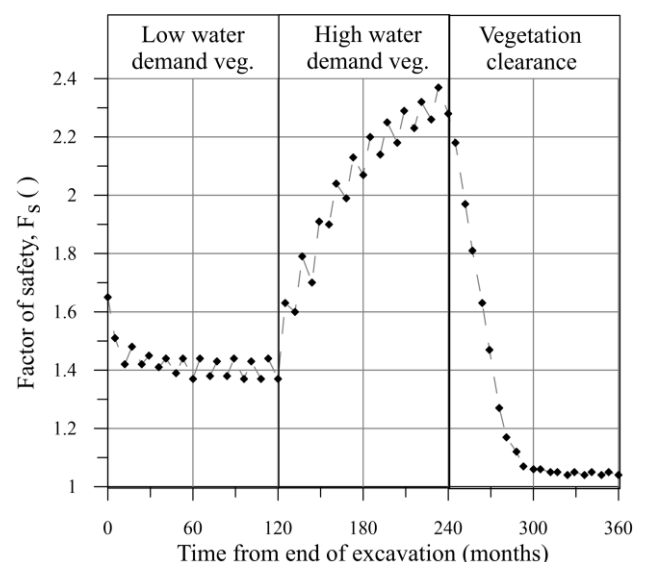 Low water
demand veg.
High water
demand veg.
Vegetation
clearance
2.4
2.2
2
1.8
1.6
1.4
1.2
1
Factor of safety, F s ( )
0
60
120
180
240
300
360
Time from end of excavation (months)